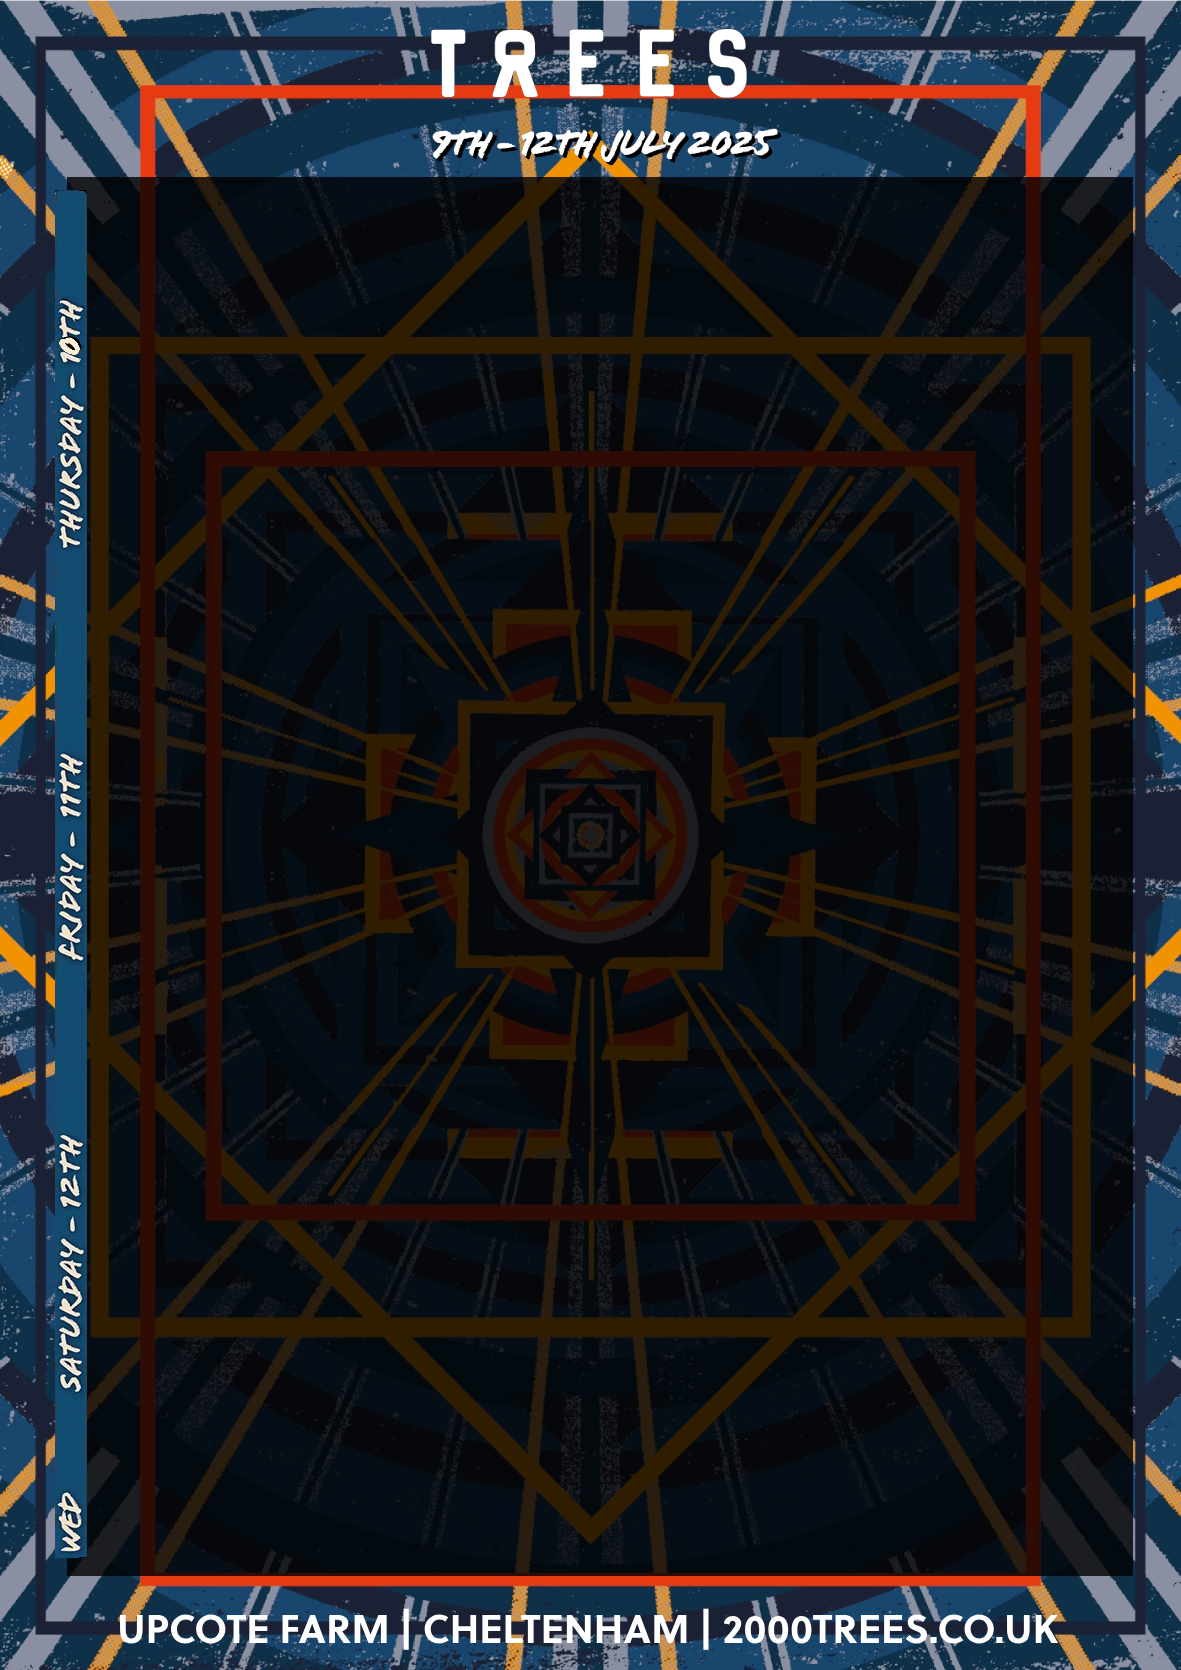 TREES
9TH - 12TH JULY 2025
THURSDAY - 10TH
FRIDAY - 11TH
SATURDAY - 12TH
WED
UPCOTE FARM | CHELTENHAM | 2000TREES.CO.UK